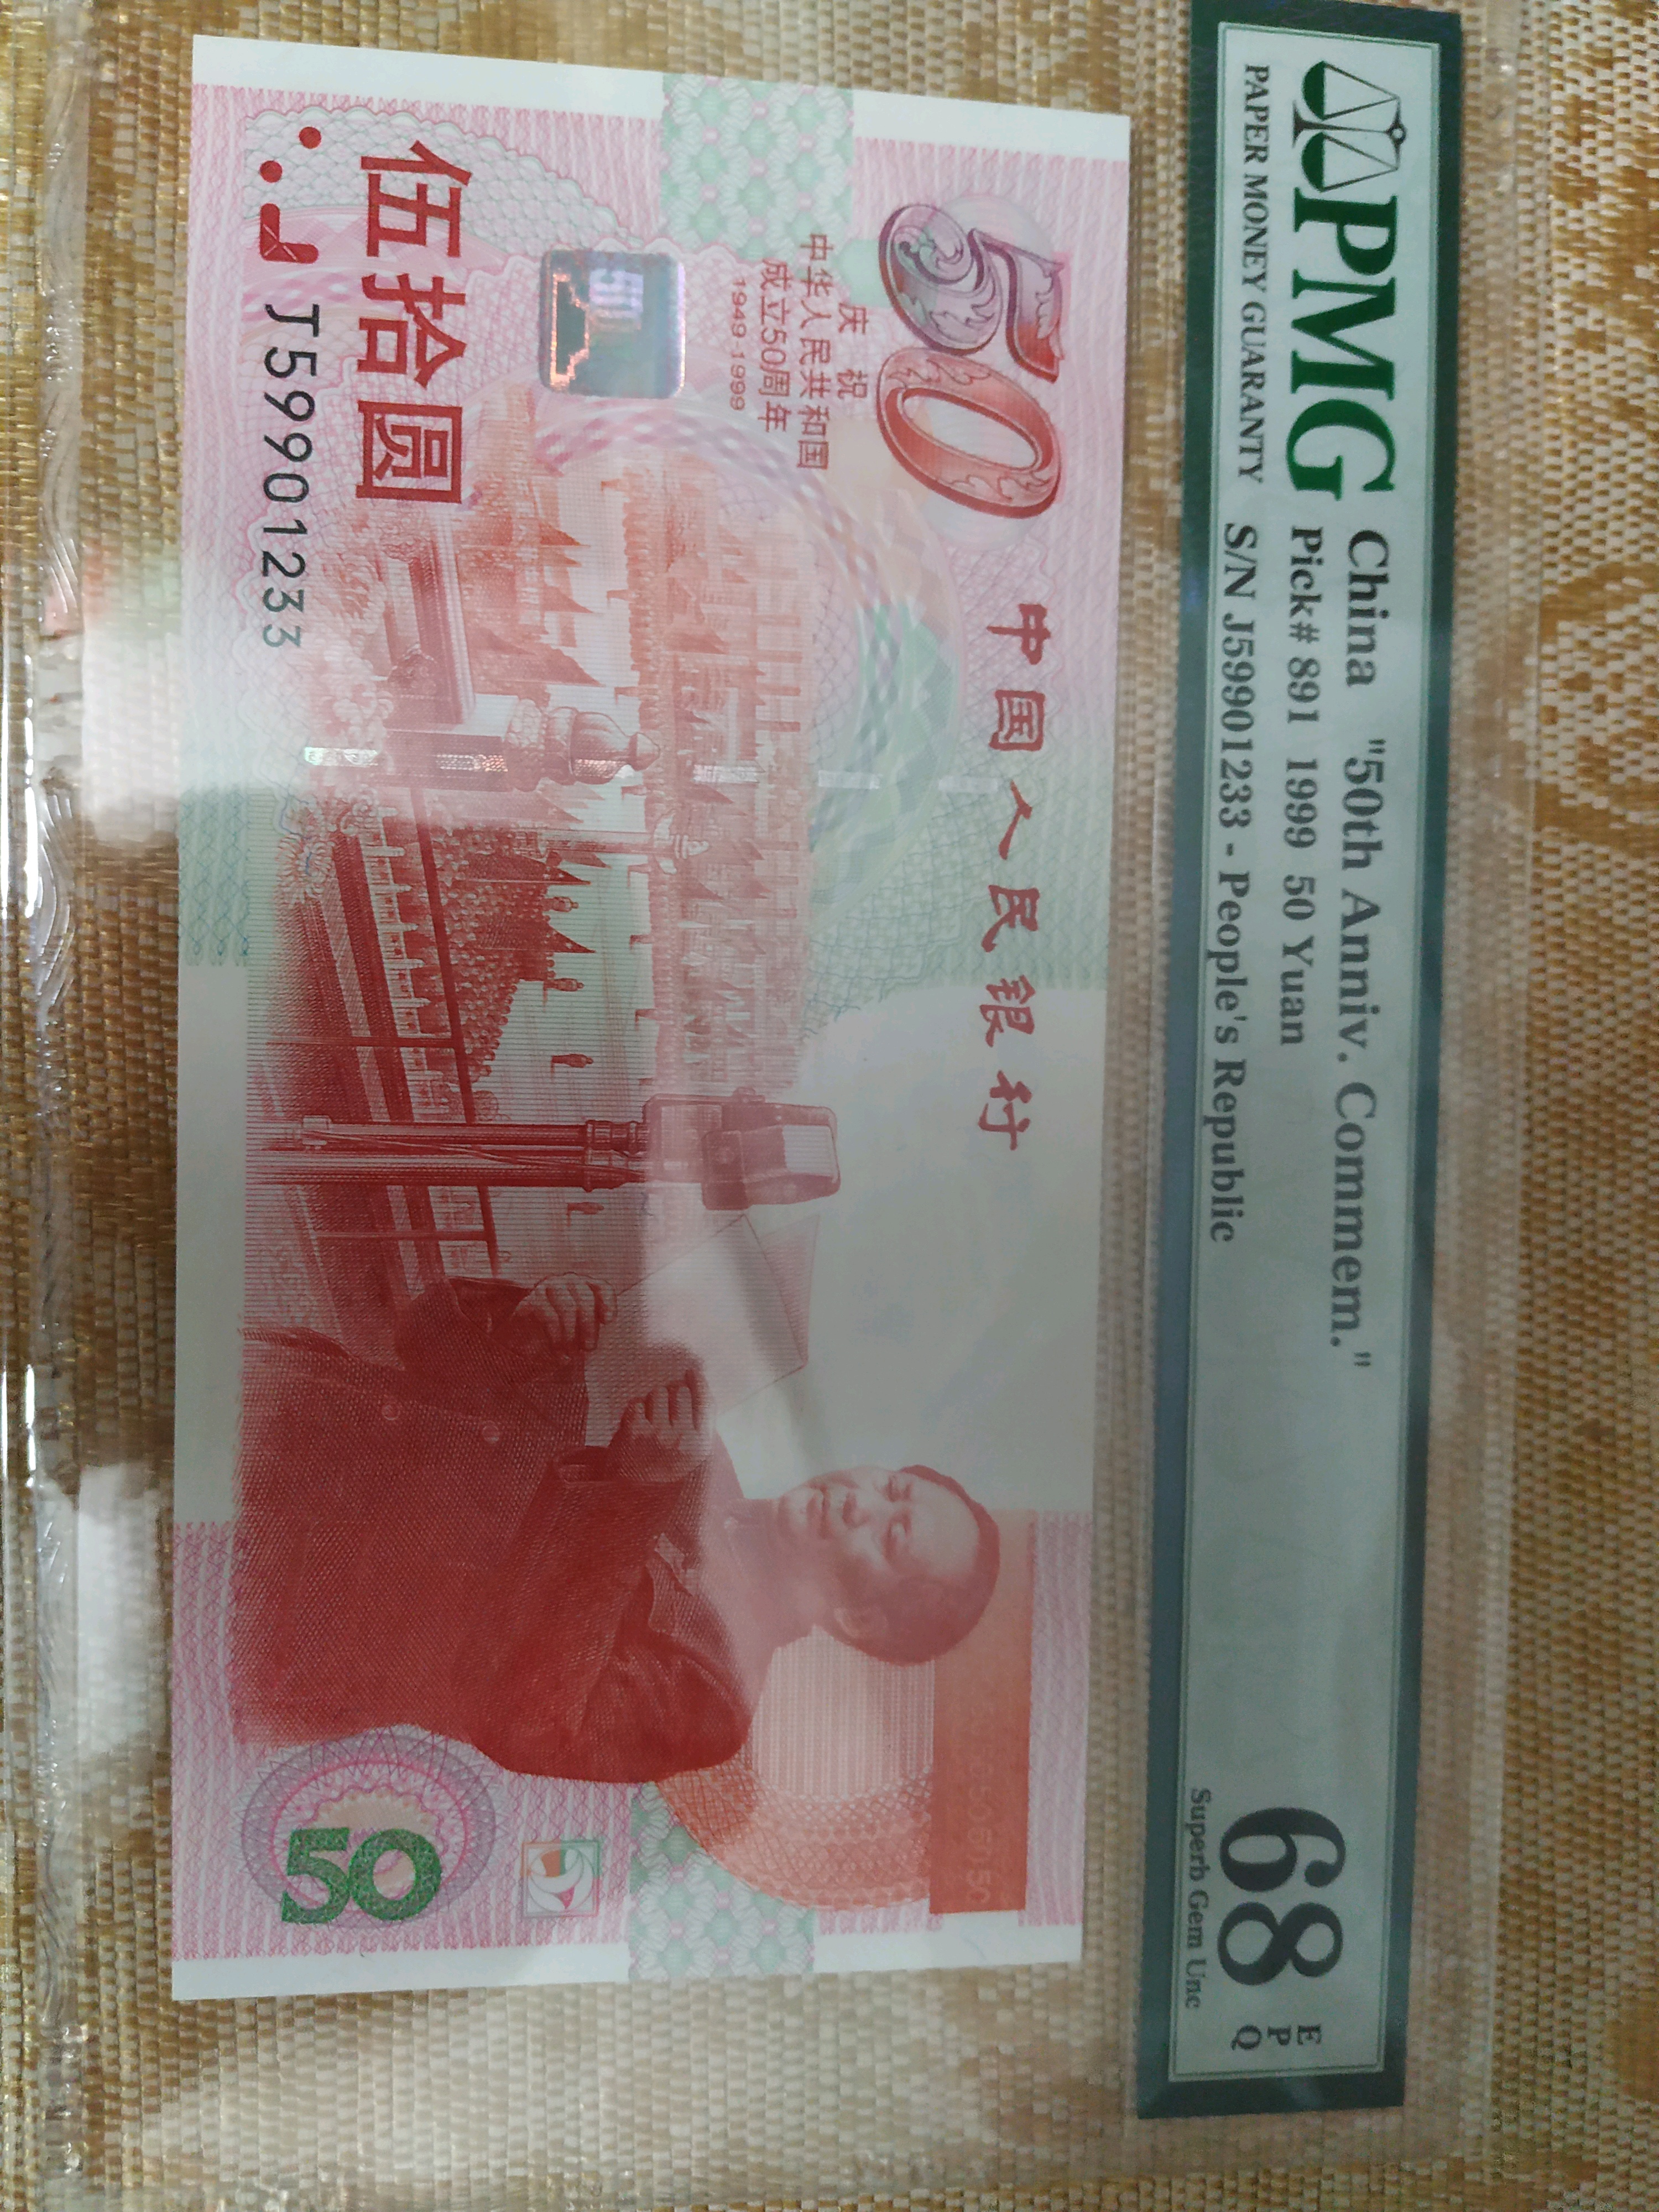 PMG
PAPER MONEY GUARANTY
China "50th Anniv. Commem."
Pick# 891 1999 50 Yuan
S/N J59901233 - People's Republic
68
E
P
Q
Superb Gem Unc
50
中国人民银行
庆祝
中华人民共和国
成立50周年
1949-1999
伍拾圆
J59901233
50